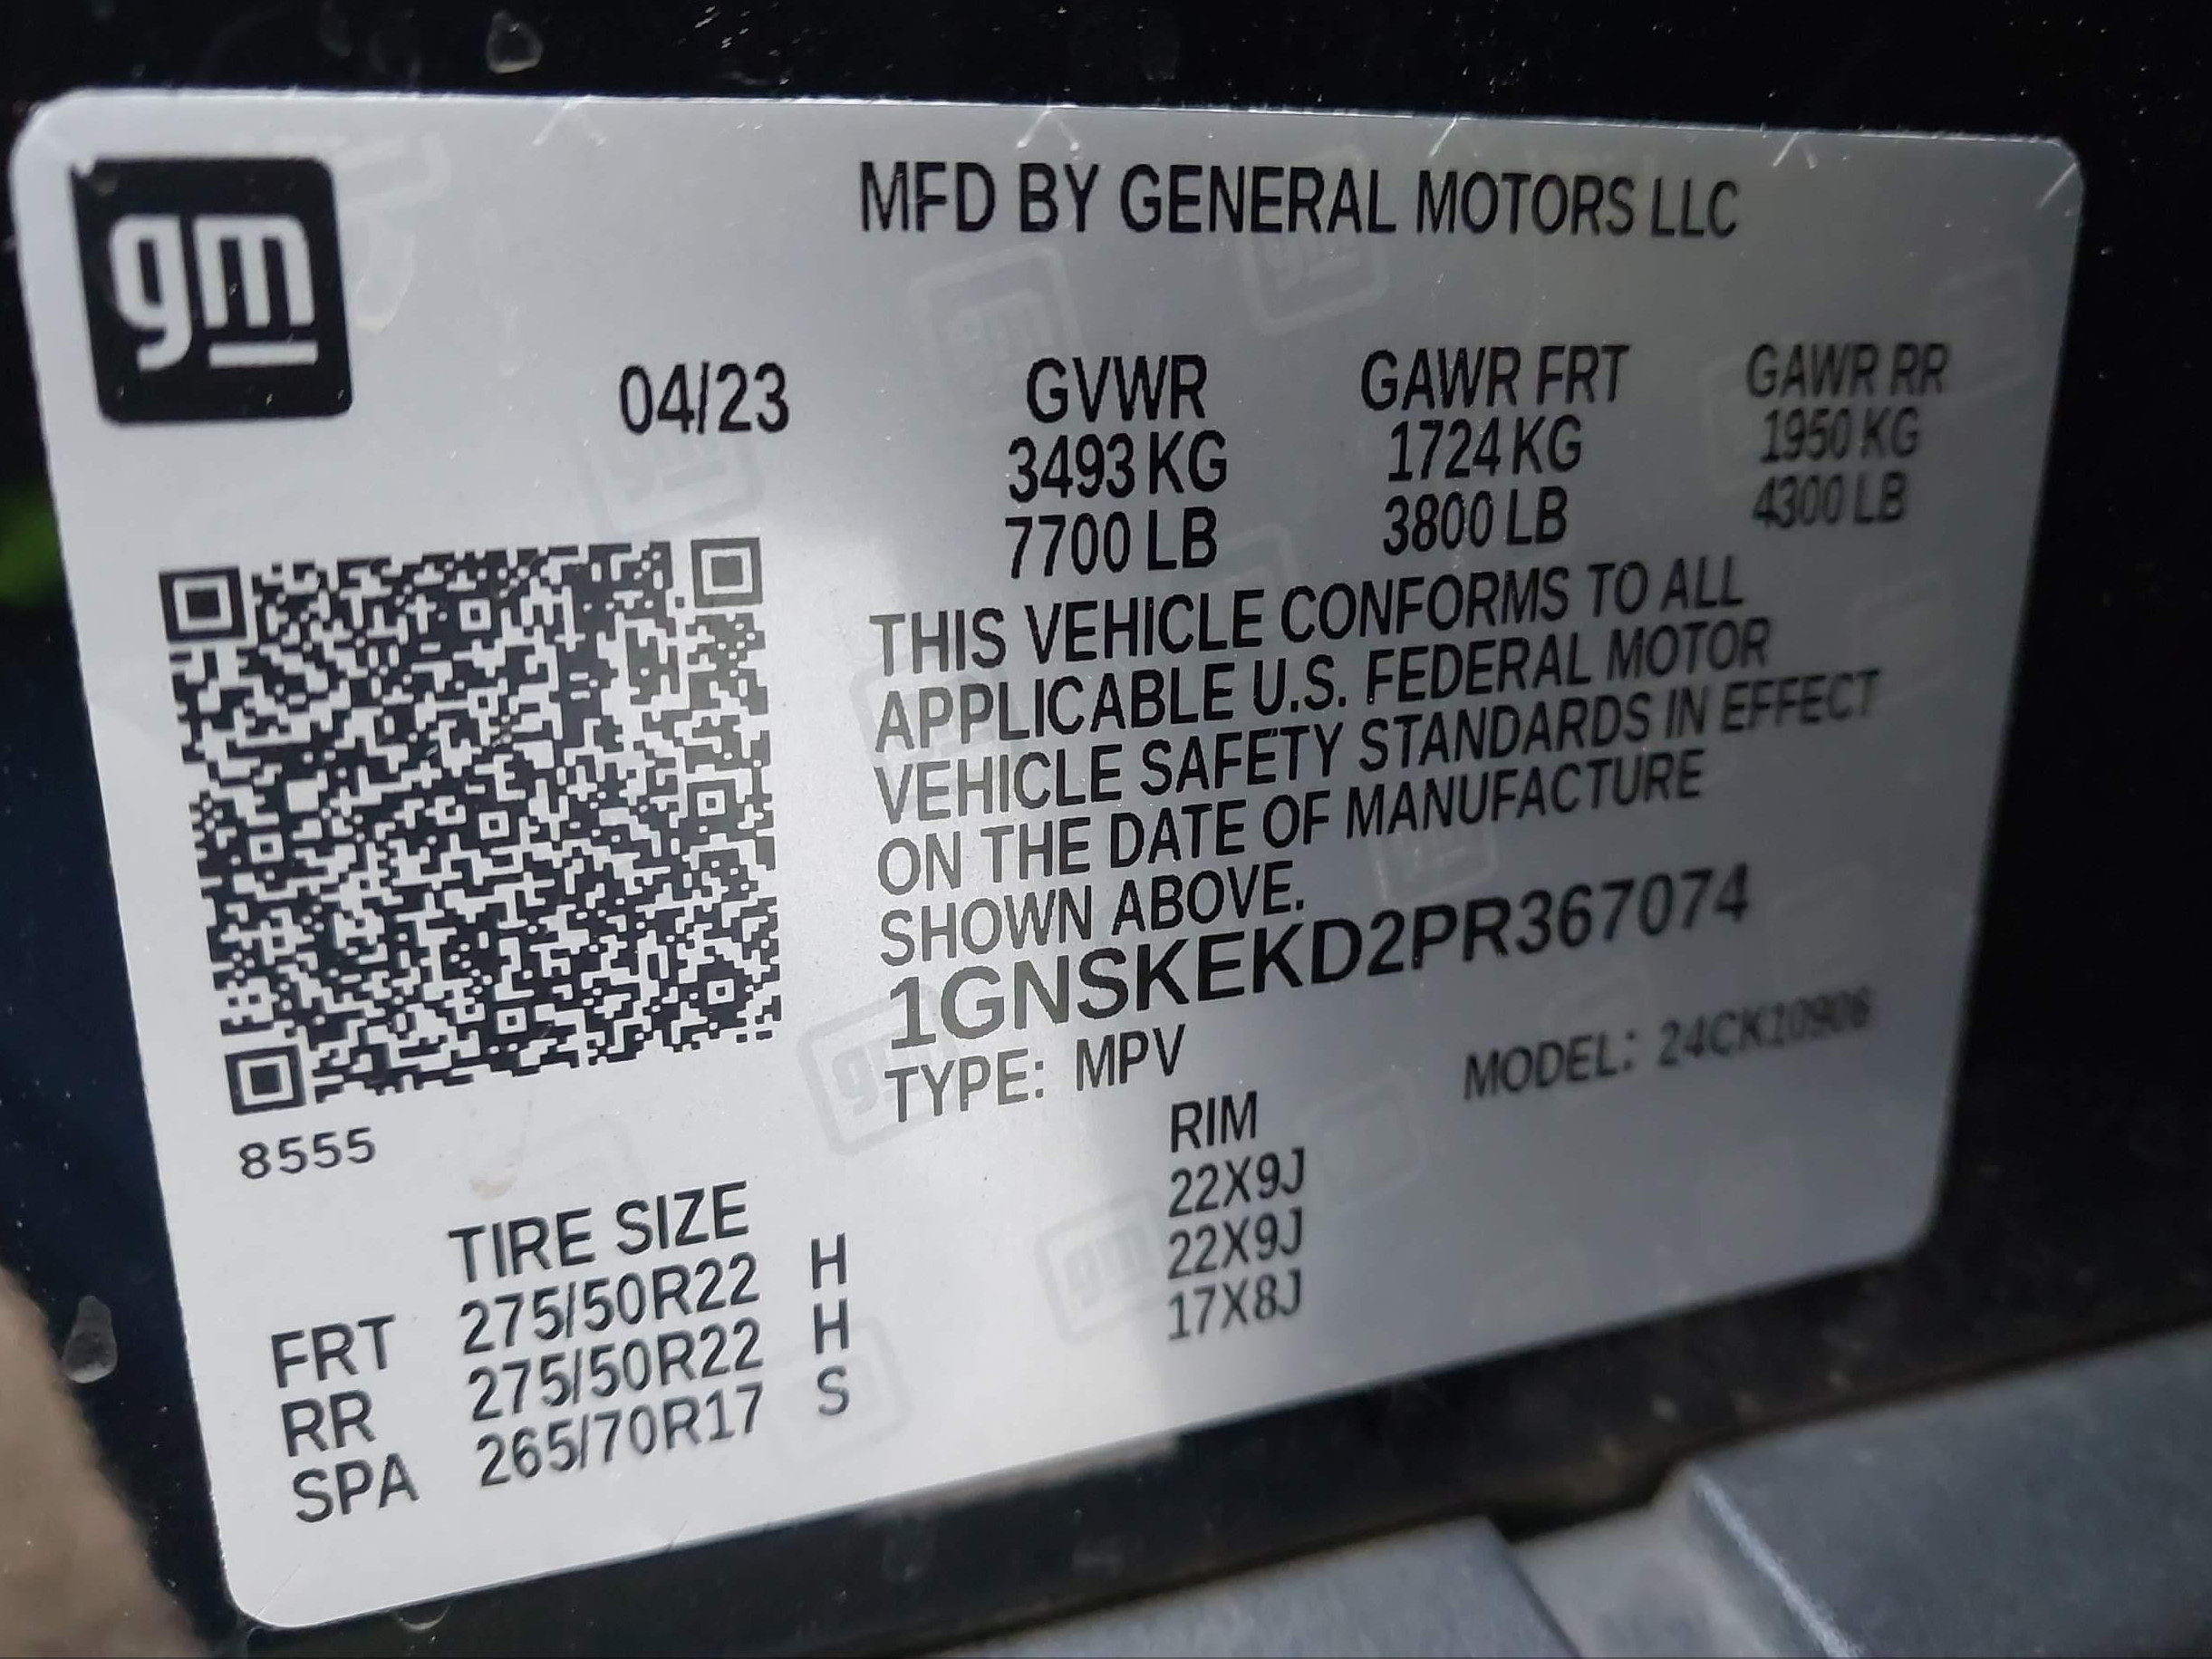 gm
MFD BY GENERAL MOTORS LLC
04/23
GVWR GAWR FRT GAWR RR
3493 KG 1724 KG 1950 KG
7700 LB 3800 LB 4300 LB
THIS VEHICLE CONFORMS TO ALL
APPLICABLE U.S. FEDERAL MOTOR
VEHICLE SAFETY STANDARDS IN EFFECT
ON THE DATE OF MANUFACTURE
SHOWN ABOVE.
1GNSKEKD2PR367074
TYPE: MPV MODEL: 24CK10906
8555
TIRE SIZE RIM
FRT 275/50R22 H 22X9J
RR 275/50R22 H 22X9J
SPA 265/70R17 S 17X8J